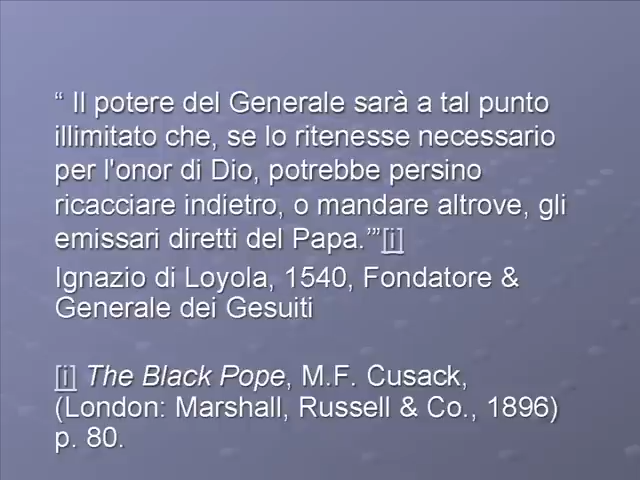 “ Il potere del Generale sarà a tal punto
illimitato che, se lo ritenesse necessario
per l'onor di Dio, potrebbe persino
ricacciare indietro, o mandare altrove, gli
emissari diretti del Papa.’”[i]
Ignazio di Loyola, 1540, Fondatore &
Generale dei Gesuiti
[i] The Black Pope, M.F. Cusack,
(London: Marshall, Russell & Co., 1896)
p. 80.